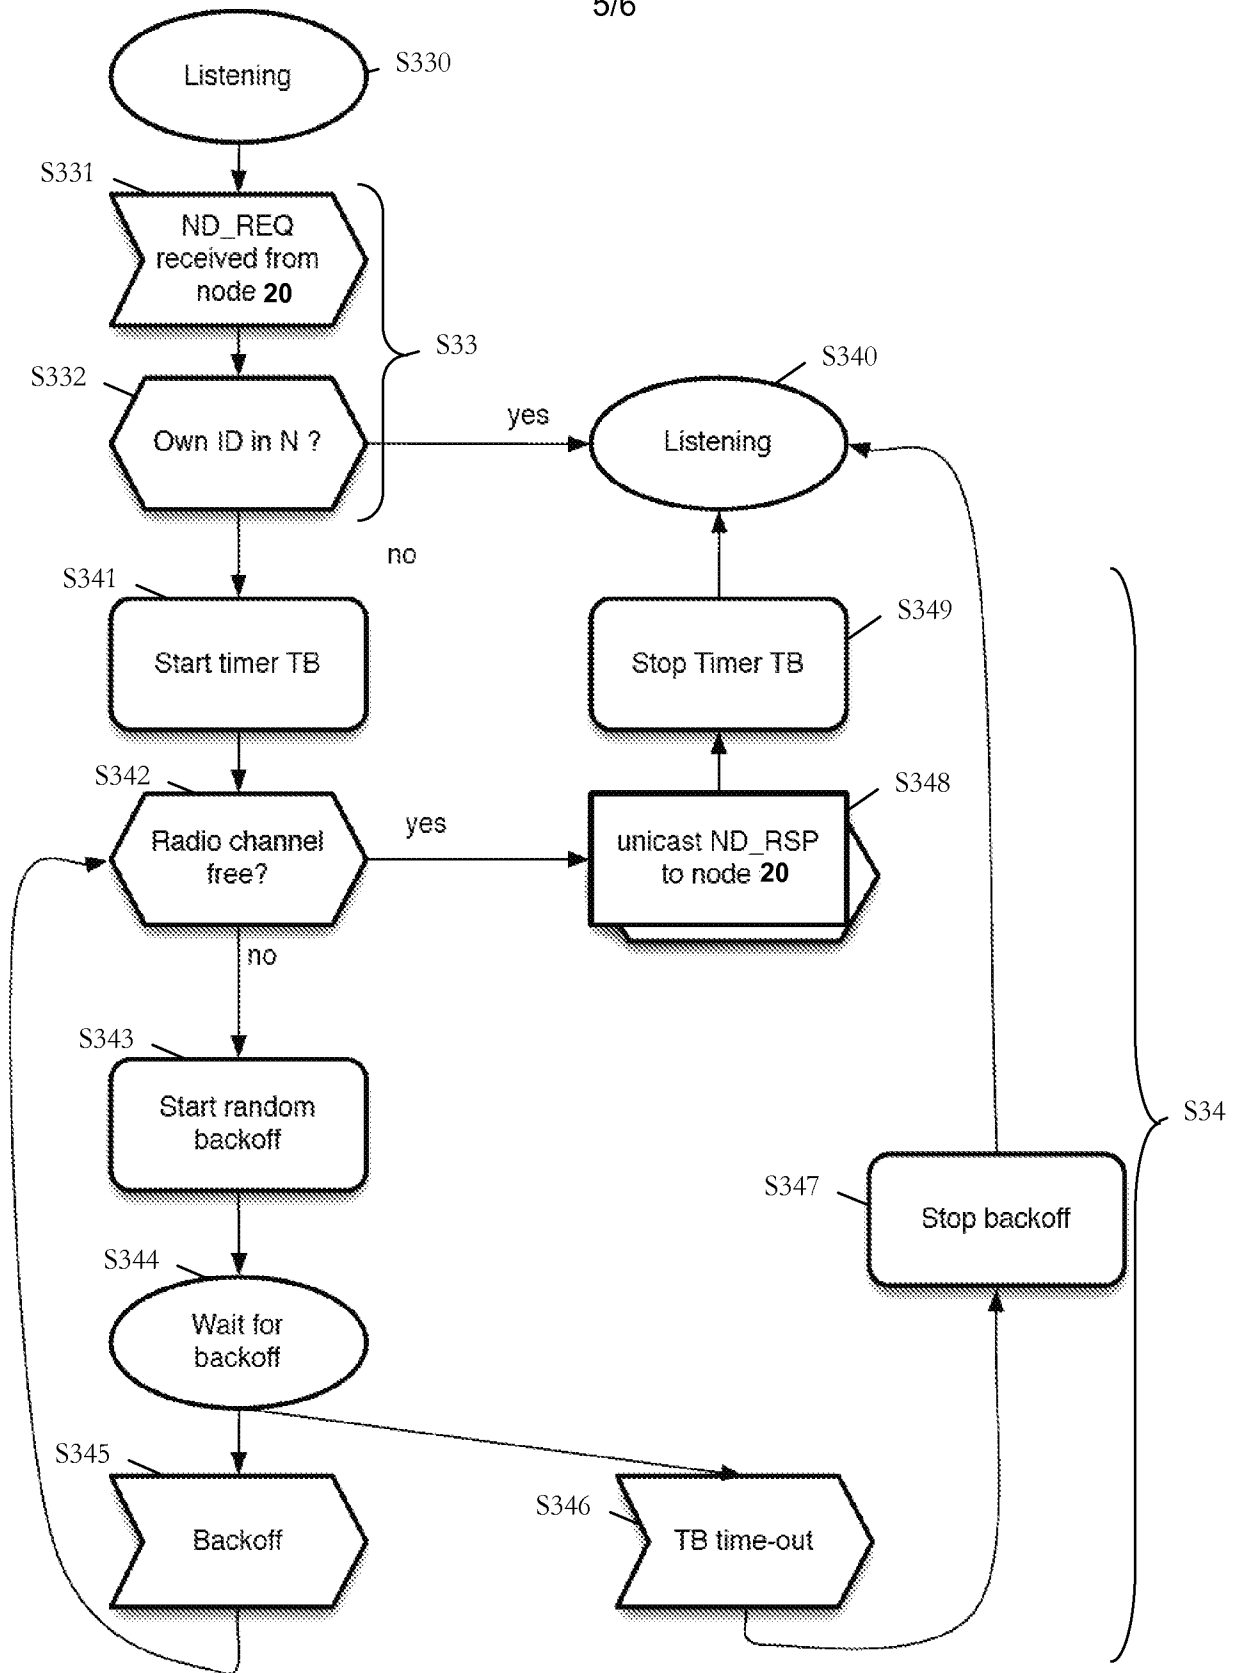 5/6
Listening
S330
S331
ND_REQ
received from
node 20
S33
S332
Own ID in N ?
yes
S340
Listening
no
S341
Start timer TB
S349
Stop Timer TB
S342
Radio channel
free?
yes
S348
unicast ND_RSP
to node 20
no
S343
Start random
backoff
S34
S347
Stop backoff
S344
Wait for
backoff
S345
Backoff
S346
TB time-out